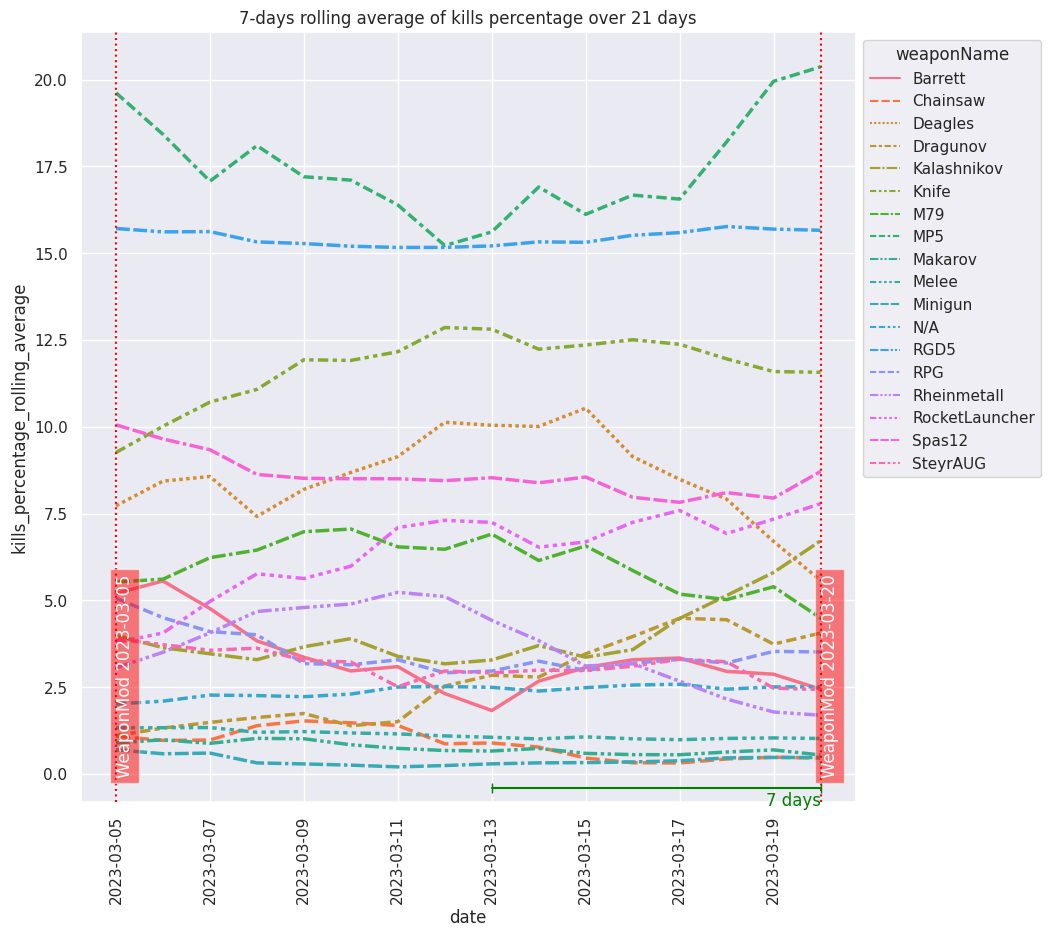 7-days rolling average of kills percentage over 21 days
kills_percentage_rolling_average
20.0
17.5
15.0
12.5
10.0
7.5
5.0
2.5
0.0
WeaponMod 2023-03-05
WeaponMod 2023-03-20
7 days
2023-03-05
2023-03-07
2023-03-09
2023-03-11
2023-03-13
2023-03-15
2023-03-17
2023-03-19
date
weaponName
Barrett
Chainsaw
Deagles
Dragunov
Kalashnikov
Knife
M79
MP5
Makarov
Melee
Minigun
N/A
RGD5
RPG
Rheinmetall
RocketLauncher
Spas12
SteyrAUG